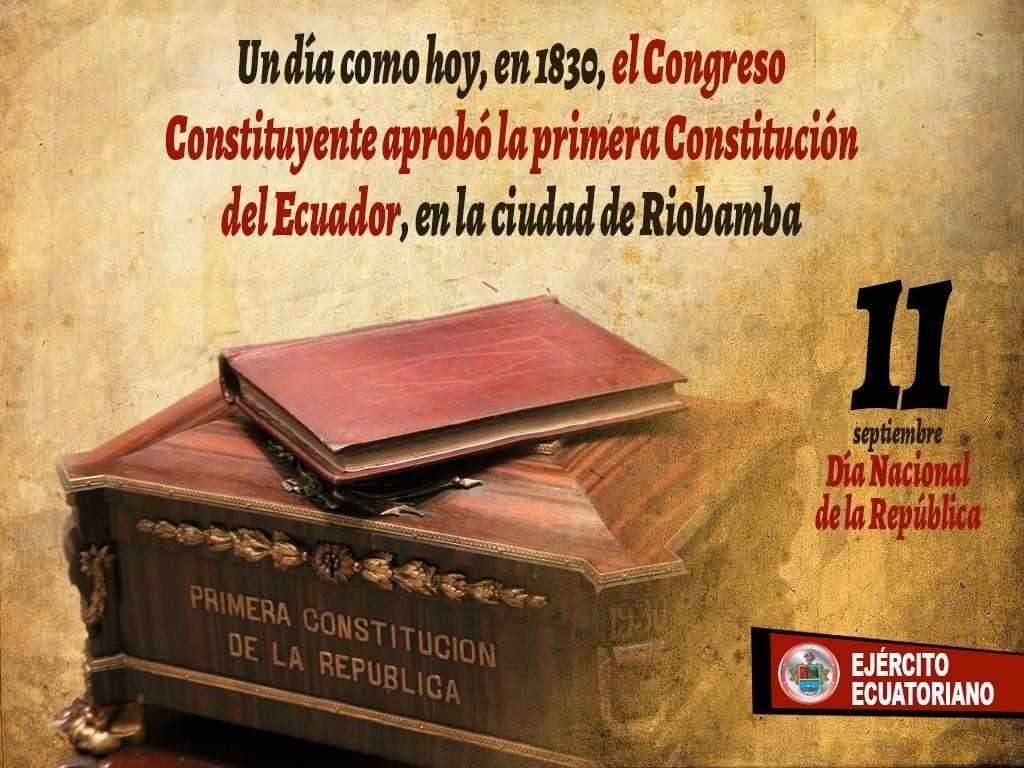 Un día como hoy, en 1830, el Congreso
Constituyente aprobó la primera Constitución
del Ecuador, en la ciudad de Riobamba
11
septiembre
Día Nacional
de la República
PRIMERA CONSTITUCION
DE LA REPUBLICA
EJÉRCITO
ECUATORIANO